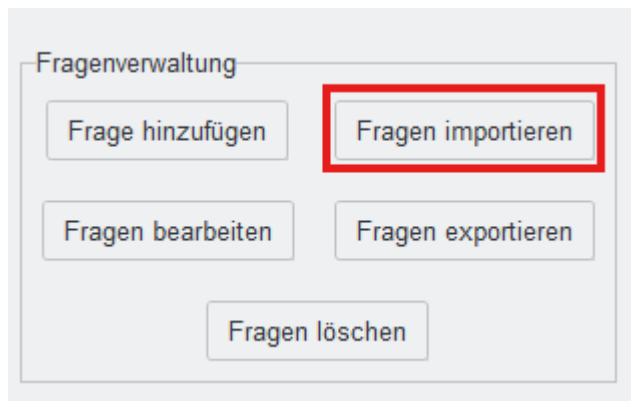 Fragenverwaltung
Frage hinzufügen
Fragen importieren
Fragen bearbeiten
Fragen exportieren
Fragen löschen